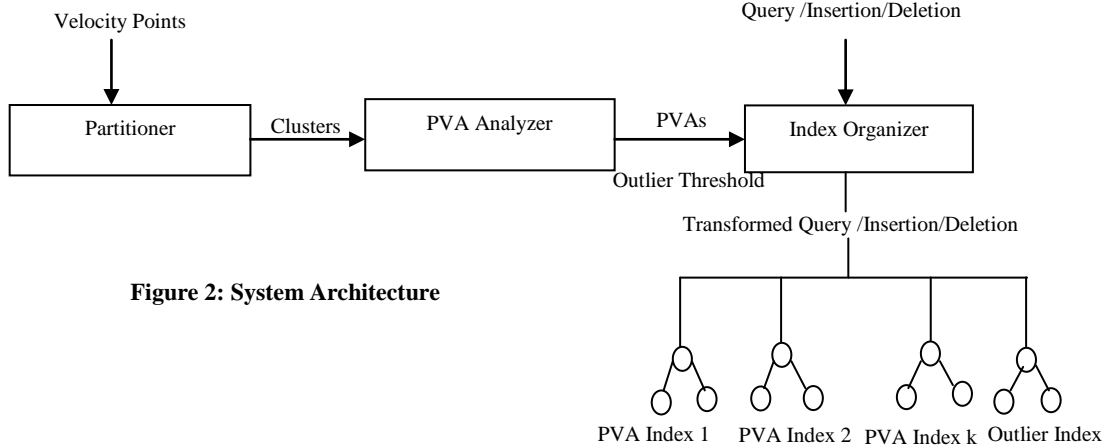 Velocity Points
Query /Insertion/Deletion
Partitioner
Clusters
PVA Analyzer
PVAs
Outlier Threshold
Index Organizer
Transformed Query /Insertion/Deletion
Figure 2: System Architecture
PVA Index 1
PVA Index 2
PVA Index k
Outlier Index